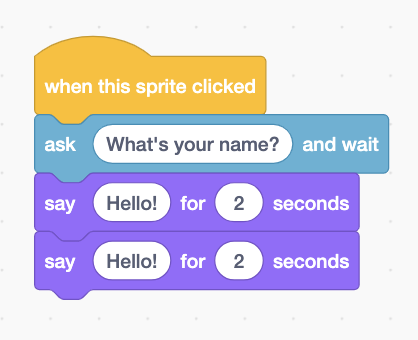 when this sprite clicked
ask What's your name? and wait
say Hello! for 2 seconds
say Hello! for 2 seconds